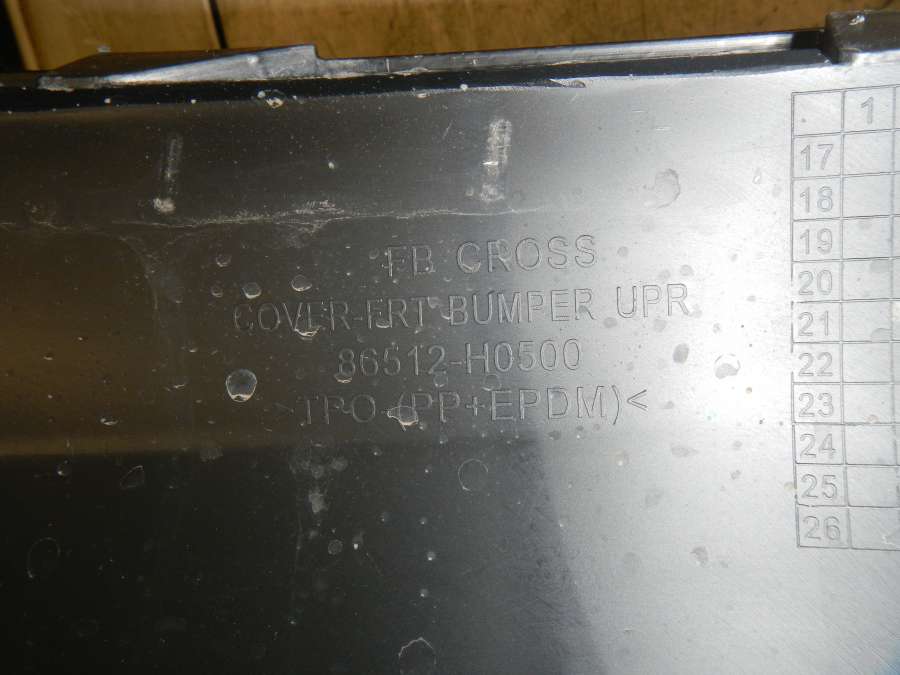 FB CROSS
COVER-FRT BUMPER UPR
86512-H0500
>TPO-(PP+EPDM)<
1
17
18
19
20
21
22
23
24
25
26